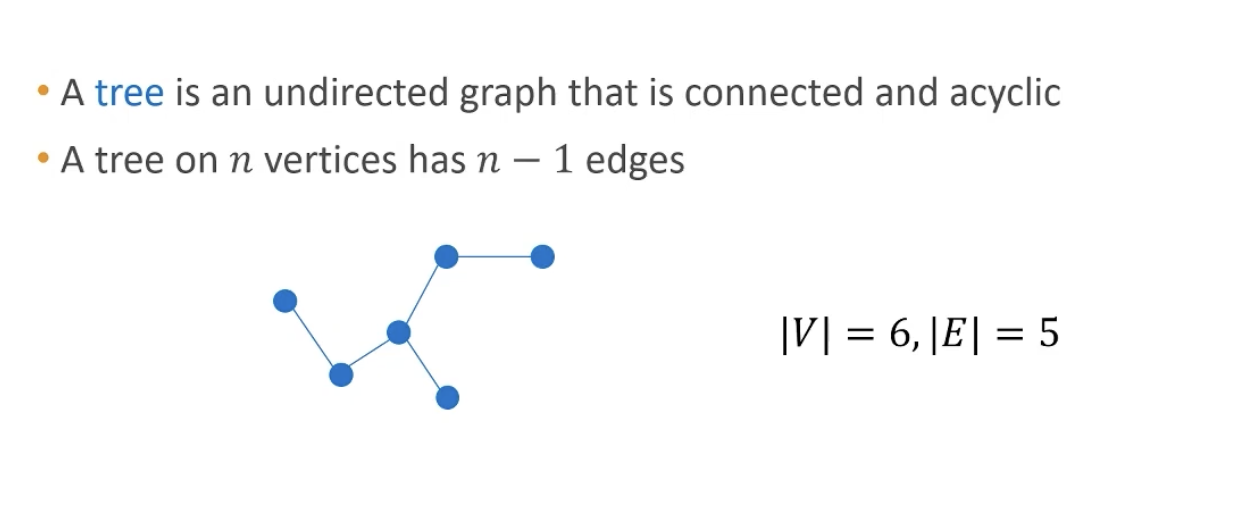 • A tree is an undirected graph that is connected and acyclic
• A tree on n vertices has n − 1 edges
|V| = 6, |E| = 5